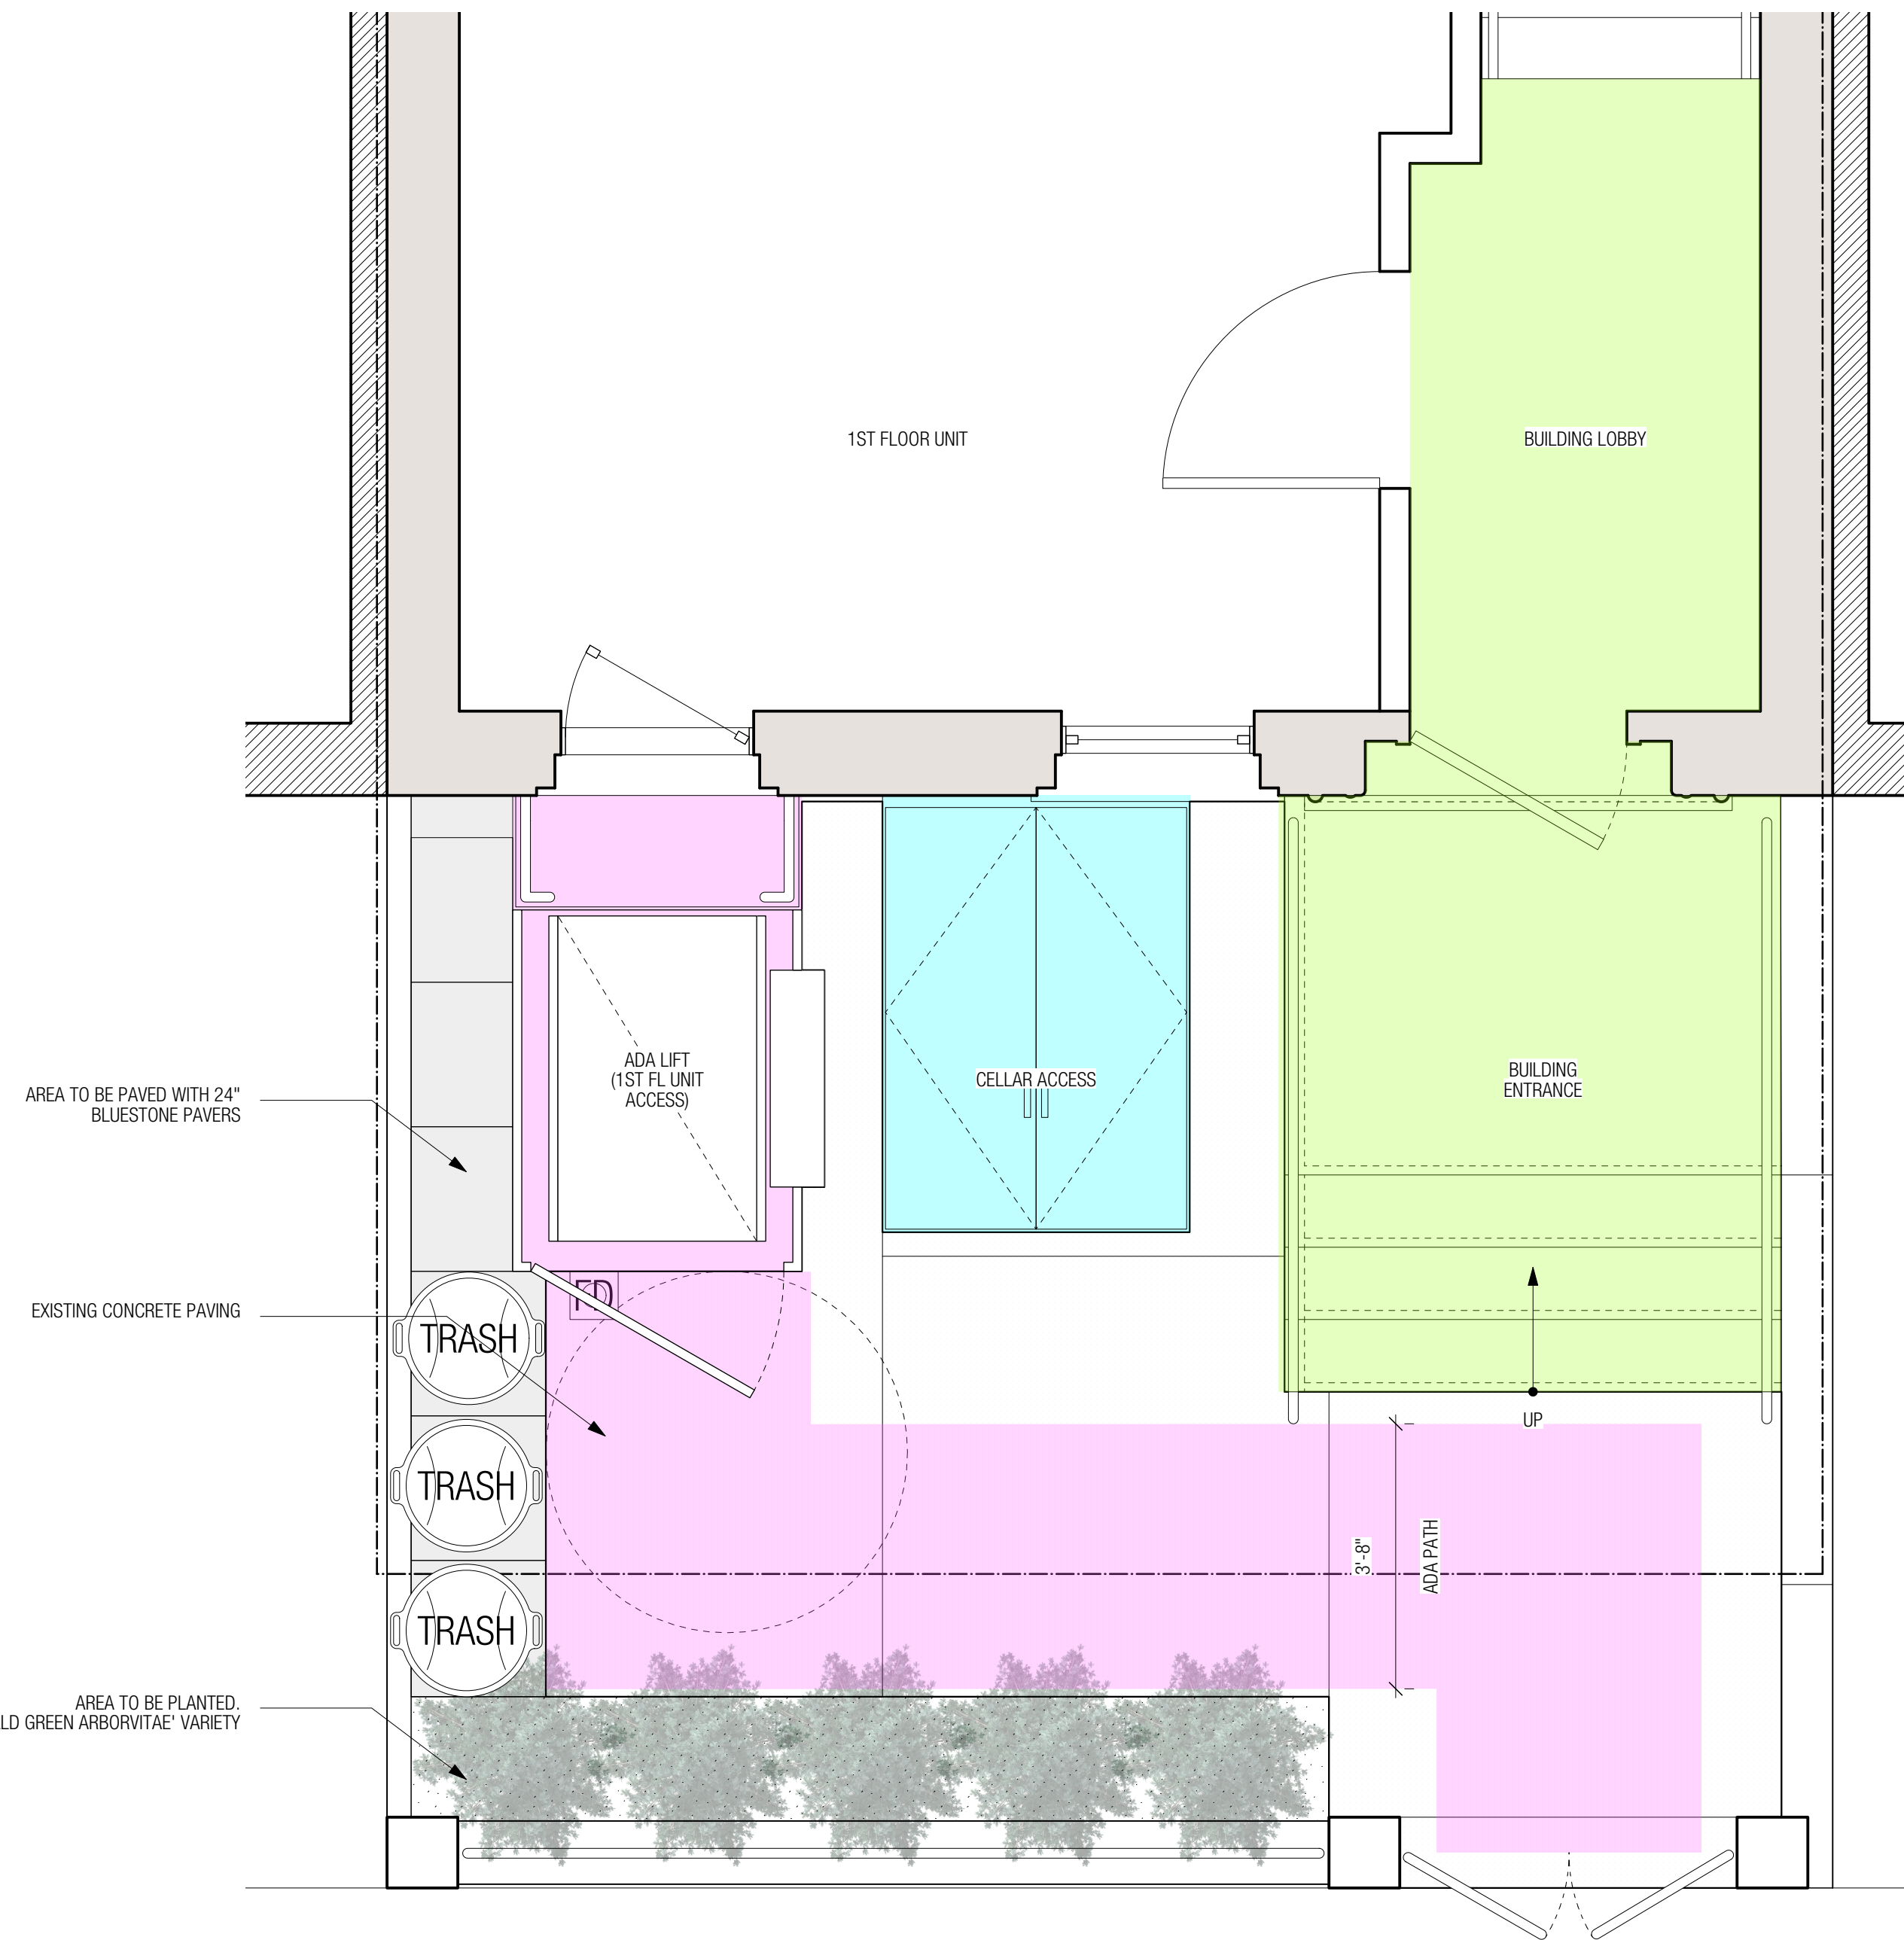 1ST FLOOR UNIT
BUILDING LOBBY
ADA LIFT
(1ST FL UNIT
ACCESS)
CELLAR ACCESS
BUILDING
ENTRANCE
AREA TO BE PAVED WITH 24"
BLUESTONE PAVERS
FD
EXISTING CONCRETE PAVING
TRASH
UP
TRASH
3'-8"
ADA PATH
TRASH
AREA TO BE PLANTED.
LD GREEN ARBORVITAE' VARIETY